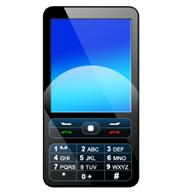 1 2 ABC 3 DEF
4 GHI 5 JKL 6 MNO
7 PQRS 8 TUV 9 WXYZ
* 0+ #